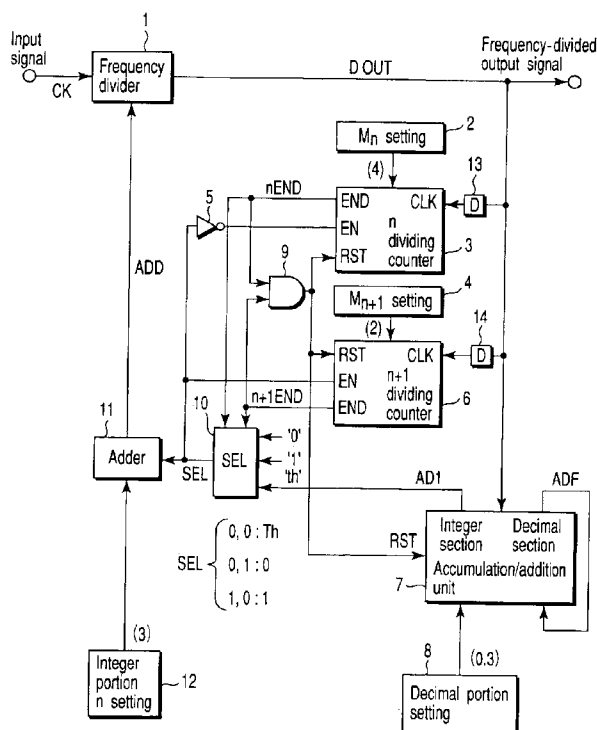 1
Input
signal
CK
Frequency
divider
D OUT
Frequency-divided
output signal
Mn setting
2
(4)
13
D
nEND
5
END
CLK
EN
n
dividing
counter
RST
3
9
ADD
Mn+1 setting
4
(2)
14
D
RST
CLK
EN
n+1
dividing
counter
END
6
n+1END
10
11
Adder
SEL
SEL
'0'
'1'
'th'
AD1
ADF
SEL
0, 0 : Th
0, 1 : 0
1, 0 : 1
RST
Integer
section
Decimal
section
Accumulation/addition
unit
7
(3)
Integer
portion
n setting
12
8
(0.3)
Decimal portion
setting